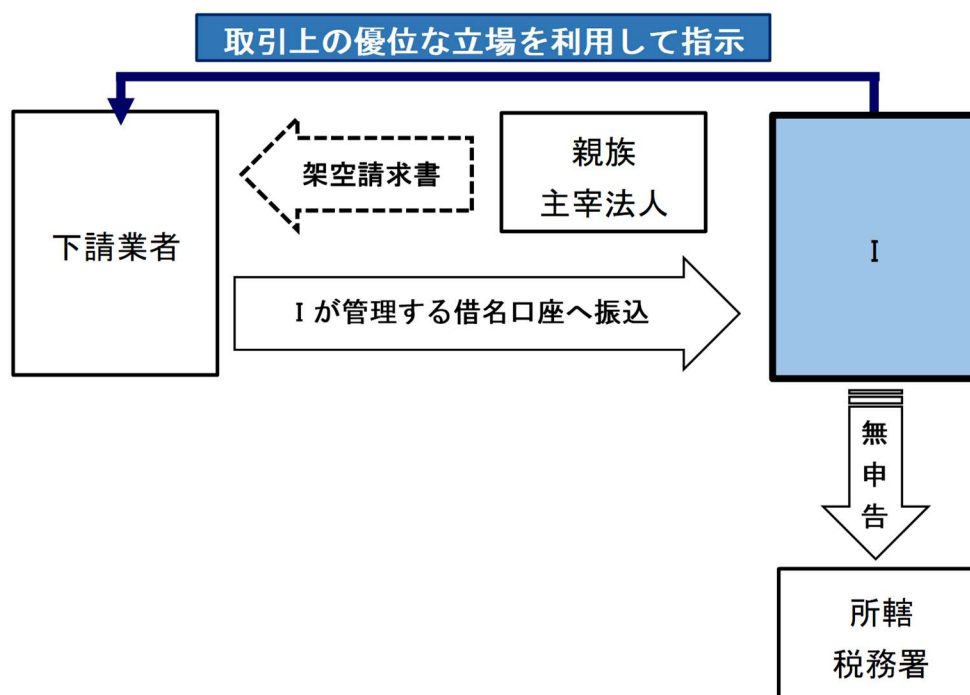 取引上の優位な立場を利用して指示
親族
主宰法人
架空請求書
下請業者
I
I が管理する借名口座へ振込
無
申
告
所轄
税務署